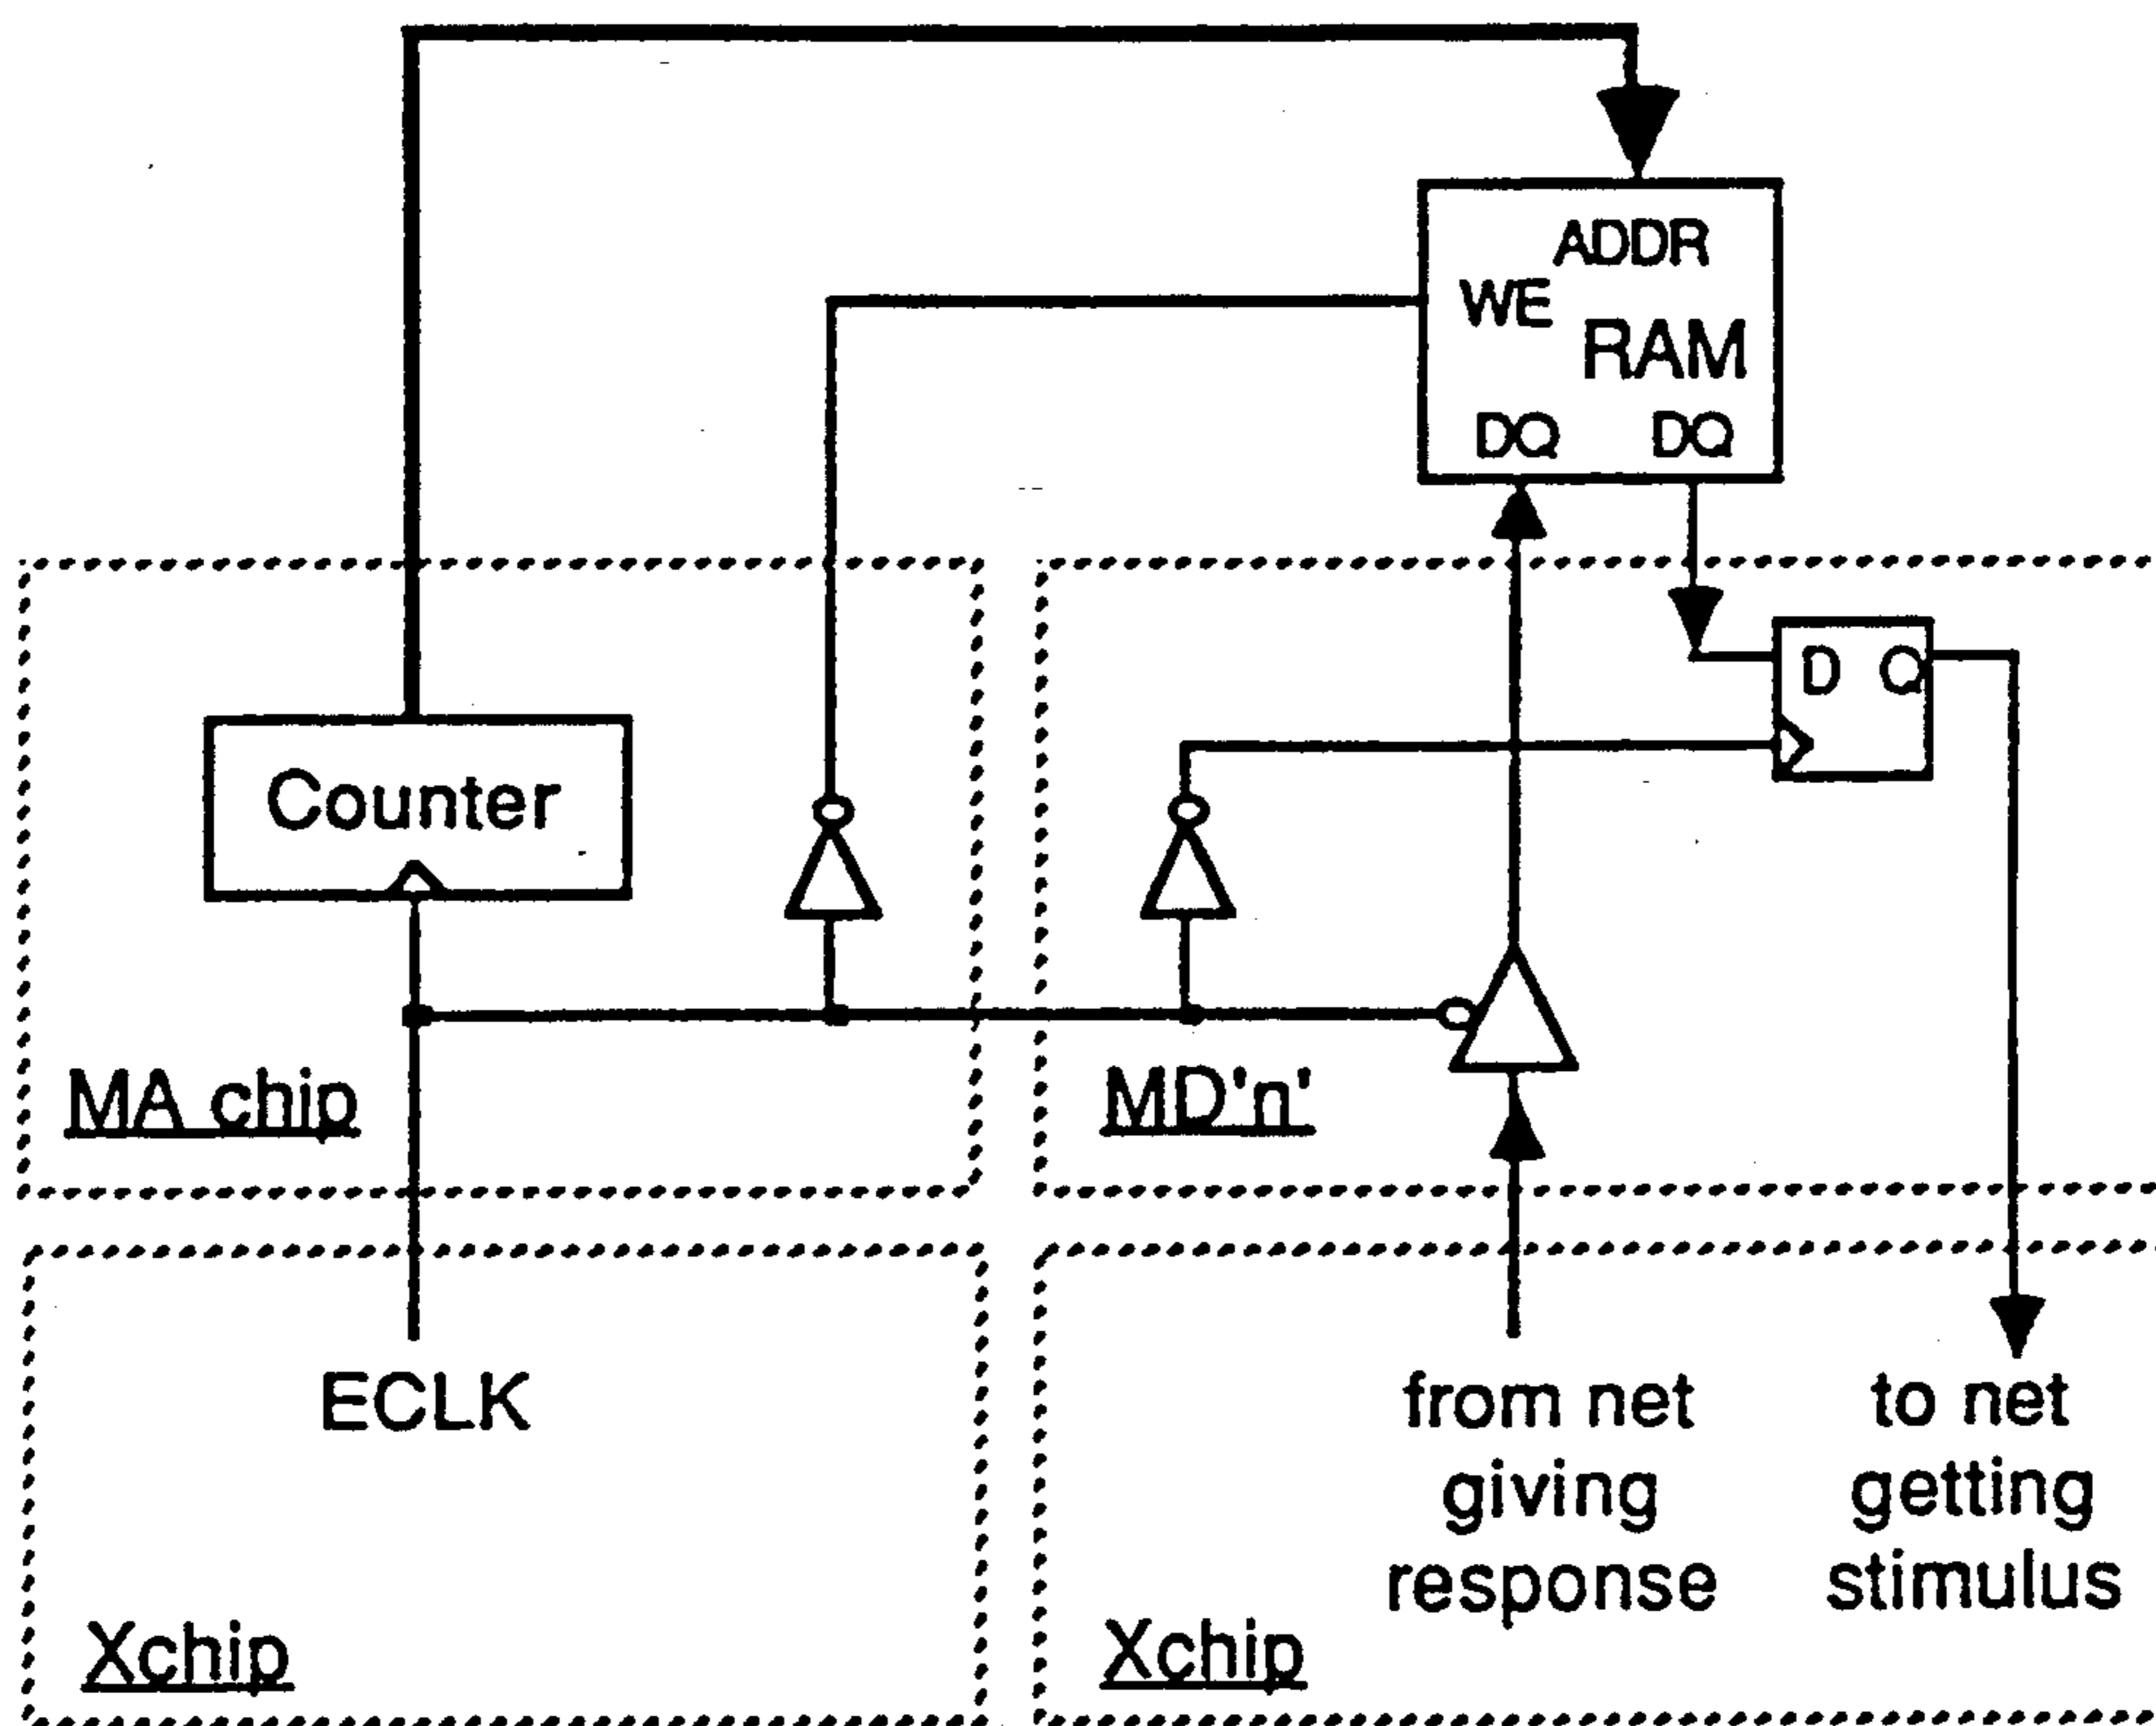 ADDR
WE
RAM
DQ DQ
D Q
Counter
MA chip
MD'n'
ECLK
from net
giving
response
to net
getting
stimulus
Xchip
Xchip